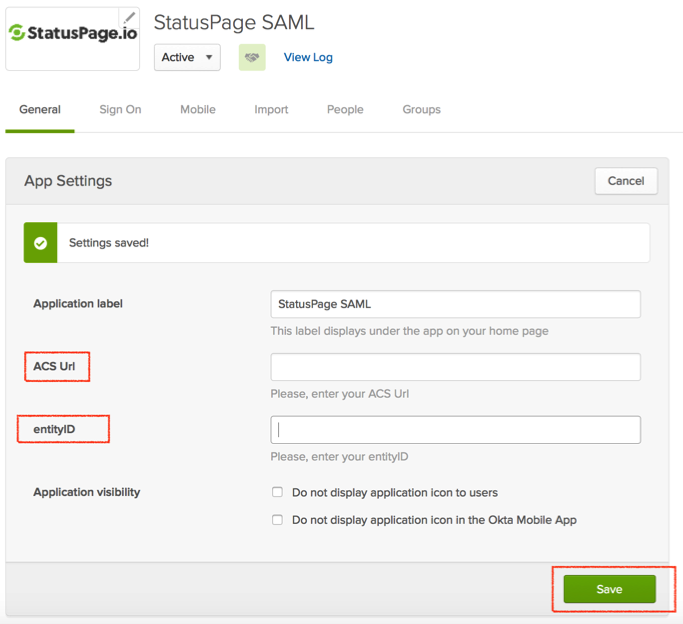 StatusPage.io
StatusPage SAML
Active
View Log
General Sign On Mobile Import People Groups
App Settings
Cancel
Settings saved!
Application label
StatusPage SAML
This label displays under the app on your home page
ACS Url
Please, enter your ACS Url
entityID
Please, enter your entityID
Application visibility
Do not display application icon to users
Do not display application icon in the Okta Mobile App
Save